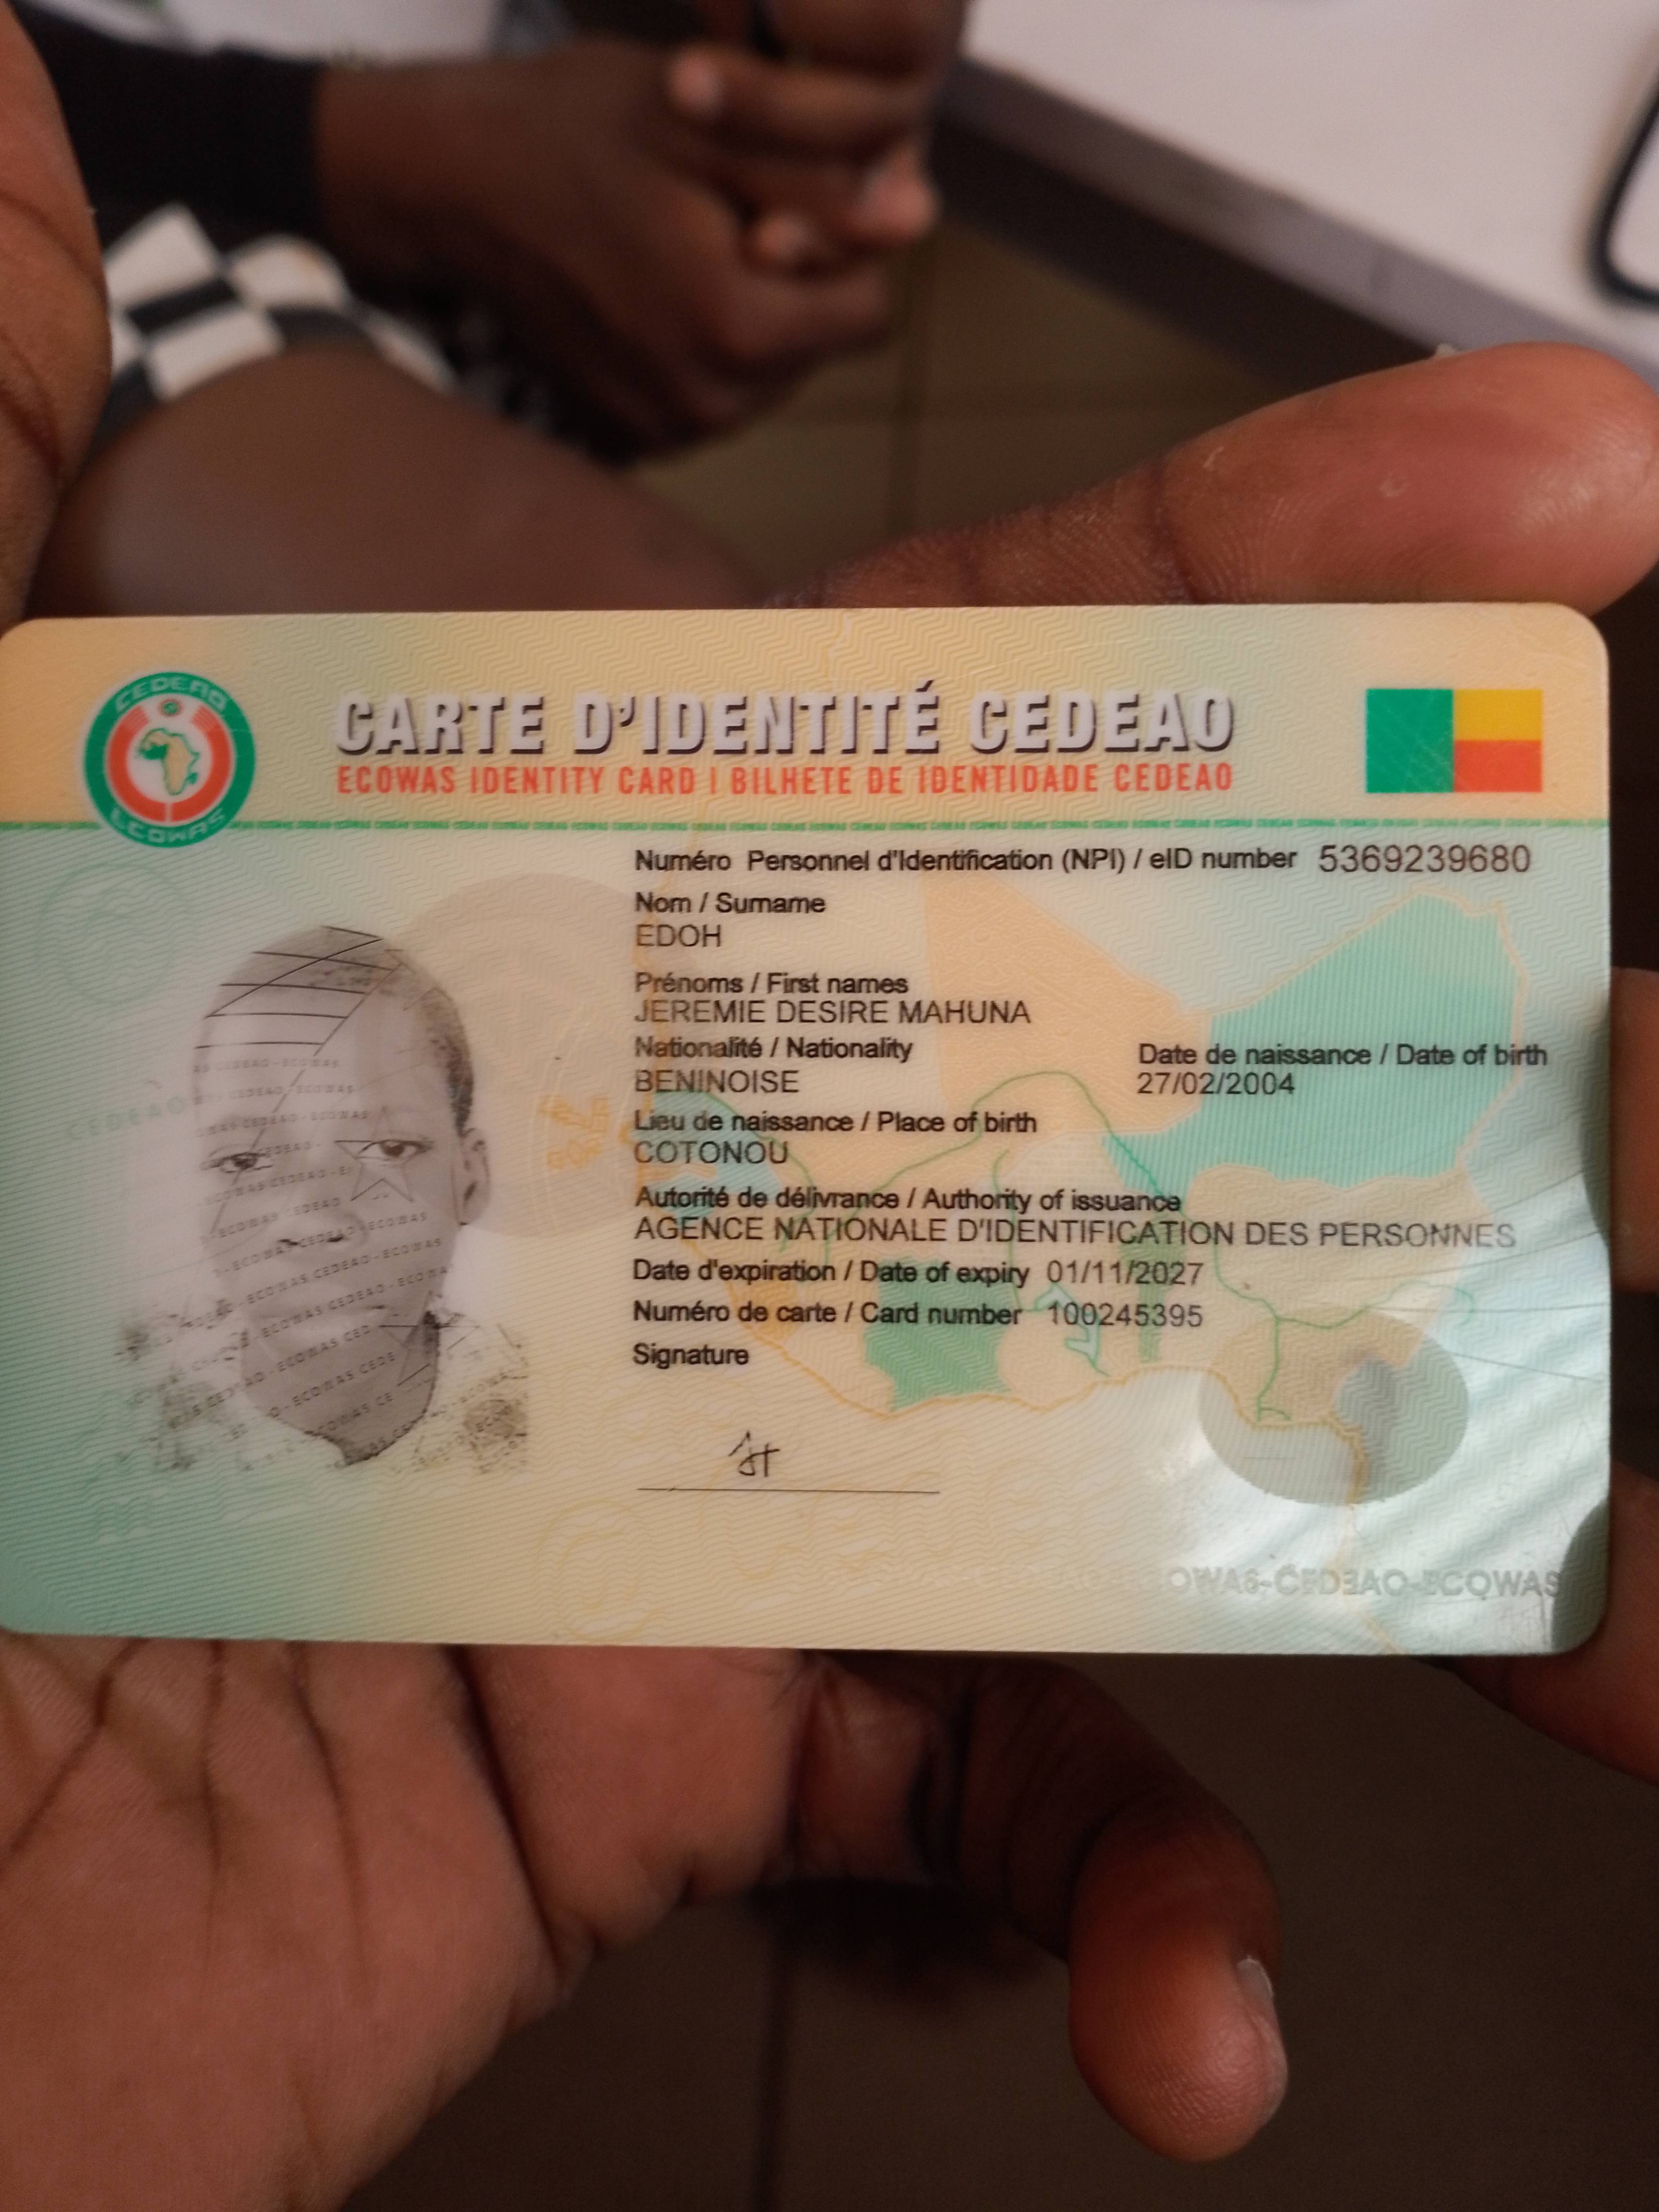 CEDEAO
ECOWAS
CARTE D'IDENTITÉ CEDEAO
ECOWAS IDENTITY CARD | BILHETE DE IDENTIDADE CEDEAO
Numéro Personnel d'Identification (NPI) / eID number 5369239680
Nom / Surname
EDOH
Prénoms / First names
JEREMIE DESIRE MAHUNA
Nationalité / Nationality
BENINOISE
Date de naissance / Date of birth
27/02/2004
Lieu de naissance / Place of birth
COTONOU
Autorité de délivrance / Authority of issuance
AGENCE NATIONALE D'IDENTIFICATION DES PERSONNES
Date d'expiration / Date of expiry 01/11/2027
Numéro de carte / Card number 100245395
Signature
CEDEAO-ECOWAS